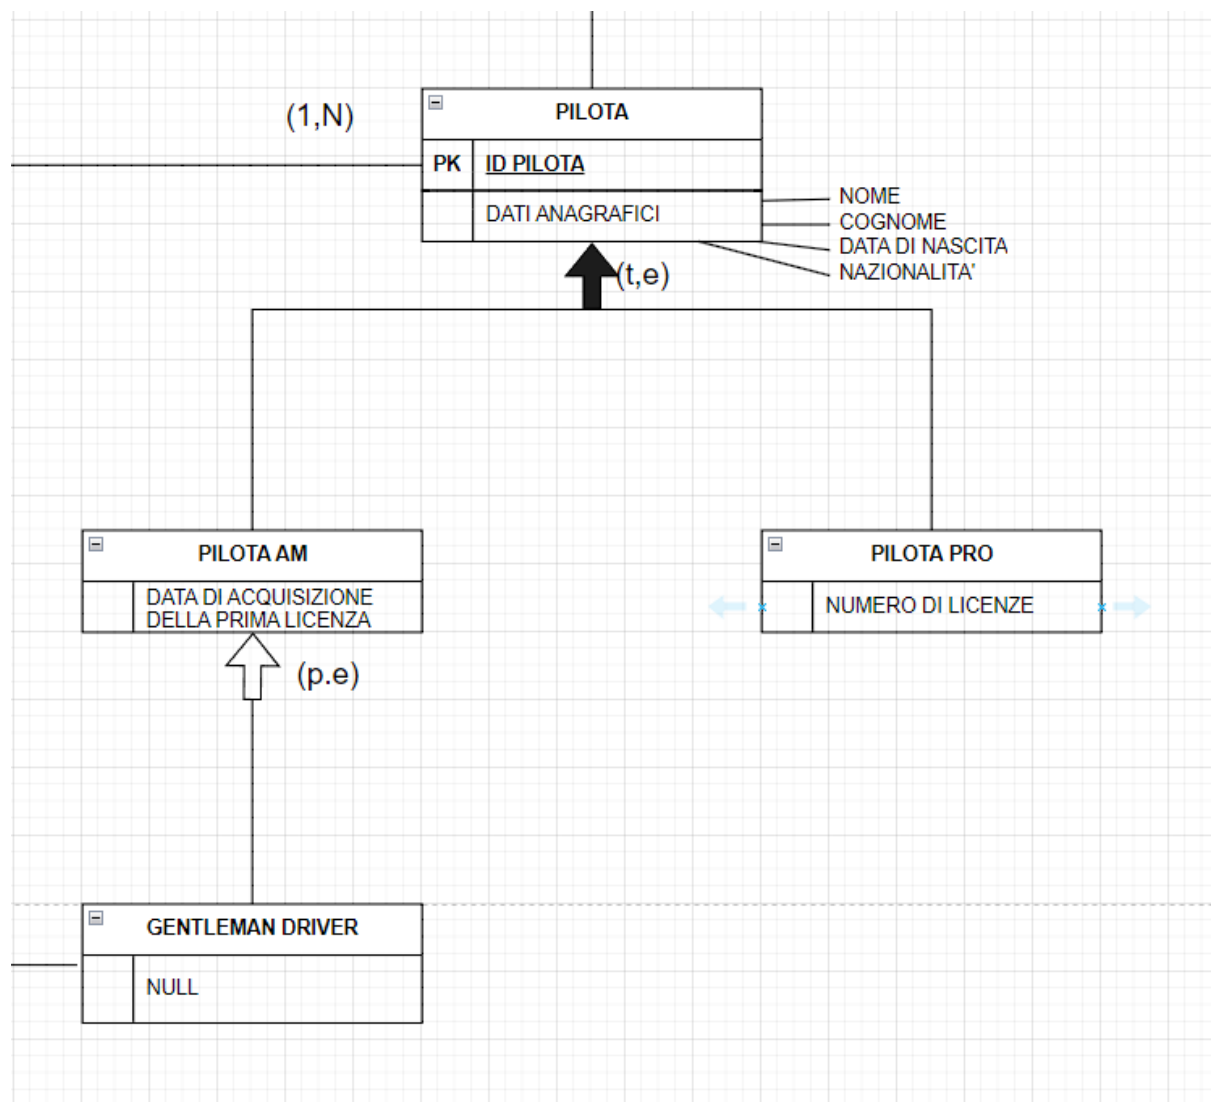 (1,N)
PILOTA
PK ID PILOTA
DATI ANAGRAFICI
NOME
COGNOME
DATA DI NASCITA
NAZIONALITA'
(t,e)
PILOTA AM
DATA DI ACQUISIZIONE
DELLA PRIMA LICENZA
PILOTA PRO
NUMERO DI LICENZE
(p.e)
GENTLEMAN DRIVER
NULL